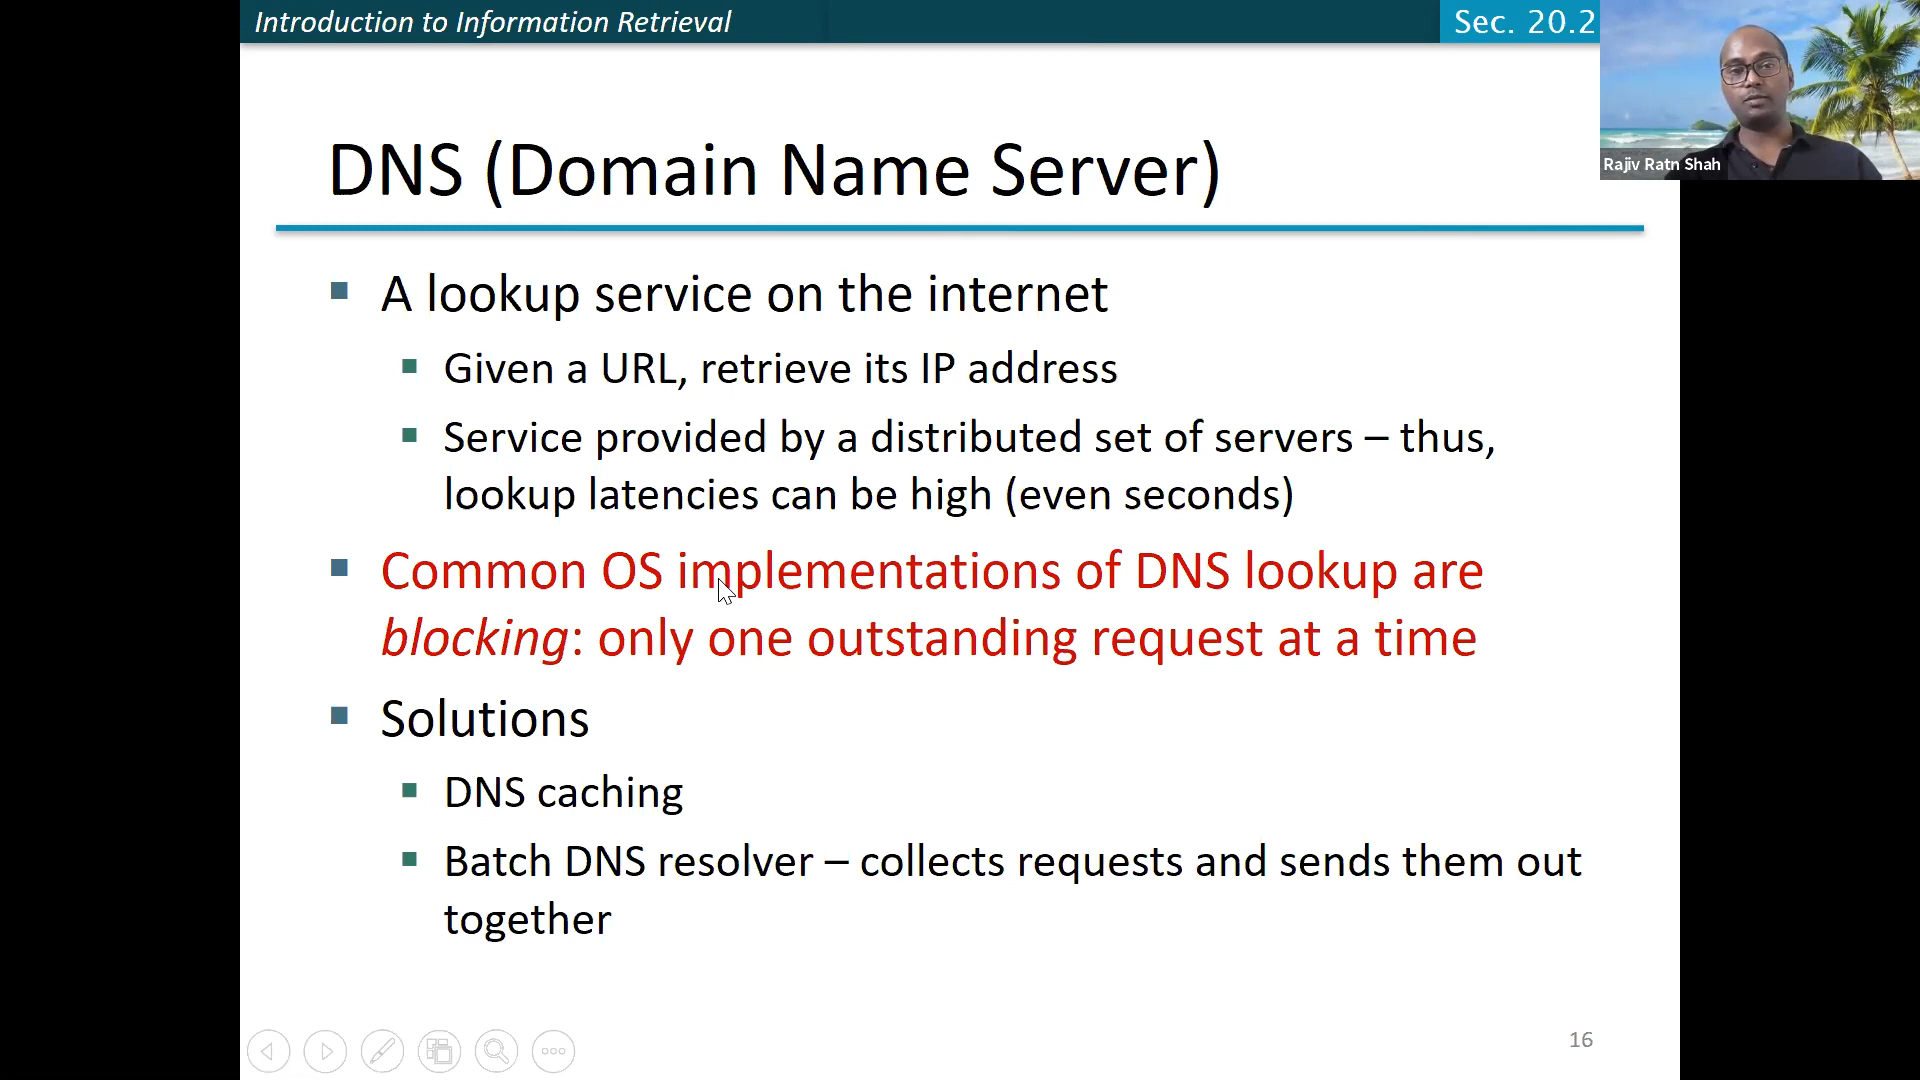 Introduction to Information Retrieval
Sec. 20.2
Rajiv Ratn Shah
DNS (Domain Name Server)
A lookup service on the internet
Given a URL, retrieve its IP address
Service provided by a distributed set of servers – thus,
lookup latencies can be high (even seconds)
Common OS implementations of DNS lookup are
blocking: only one outstanding request at a time
Solutions
DNS caching
Batch DNS resolver – collects requests and sends them out
together
16